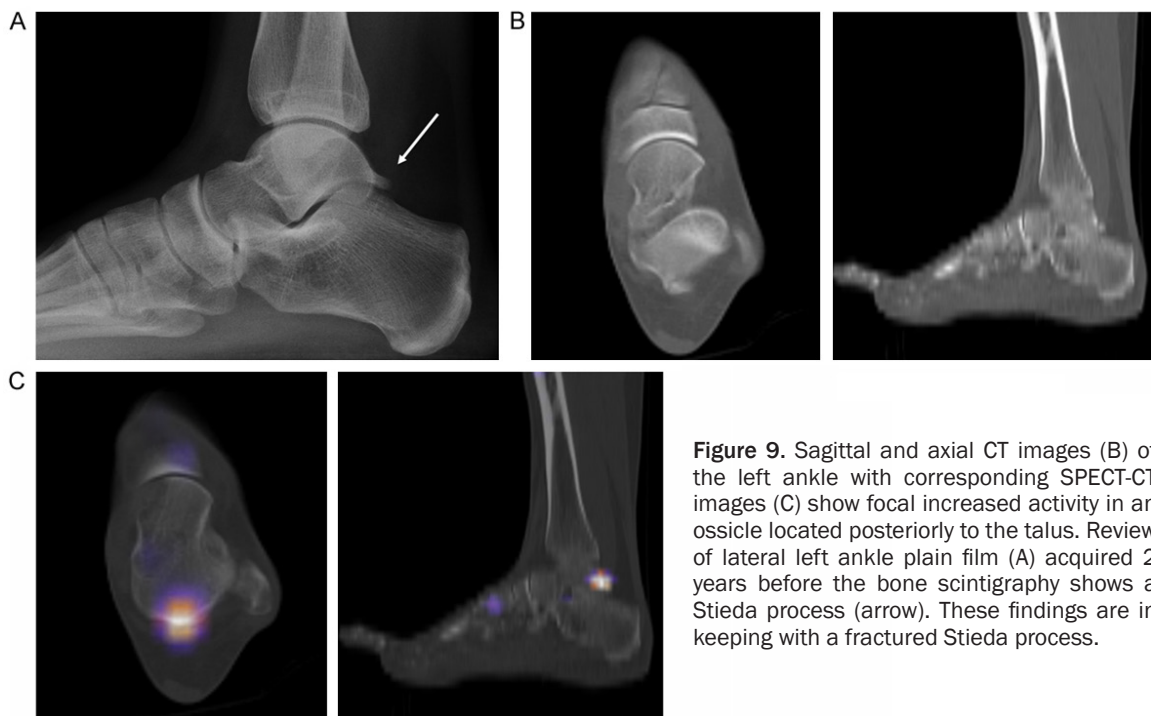 A
B
C
Figure 9. Sagittal and axial CT images (B) of
the left ankle with corresponding SPECT-CT
images (C) show focal increased activity in an
ossicle located posteriorly to the talus. Review
of lateral left ankle plain film (A) acquired 2
years before the bone scintigraphy shows a
Stieda process (arrow). These findings are in
keeping with a fractured Stieda process.